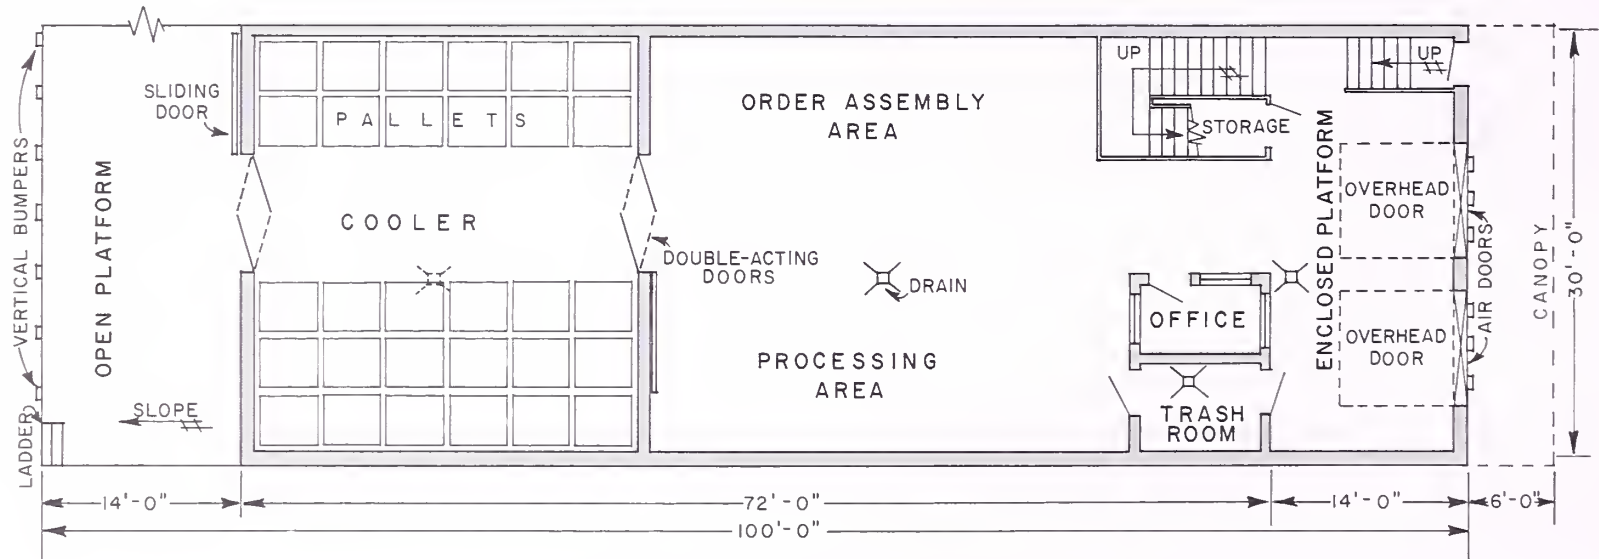 VERTICAL BUMPERS
LADDER
OPEN PLATFORM
SLOPE
SLIDING
DOOR
PALLETS
COOLER
DOUBLE-ACTING
DOORS
ORDER ASSEMBLY
AREA
DRAIN
PROCESSING
AREA
UP
STORAGE
UP
OFFICE
TRASH
ROOM
ENCLOSED PLATFORM
OVERHEAD
DOOR
OVERHEAD
DOOR
AIR DOORS
CANOPY
30'-0"
14'-0"
72'-0"
14'-0"
6'-0"
100'-0"